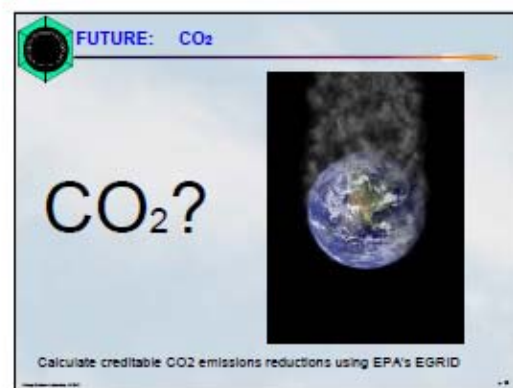 FUTURE: CO₂
CO₂?
Calculate creditable CO2 emissions reductions using EPA's EGRID